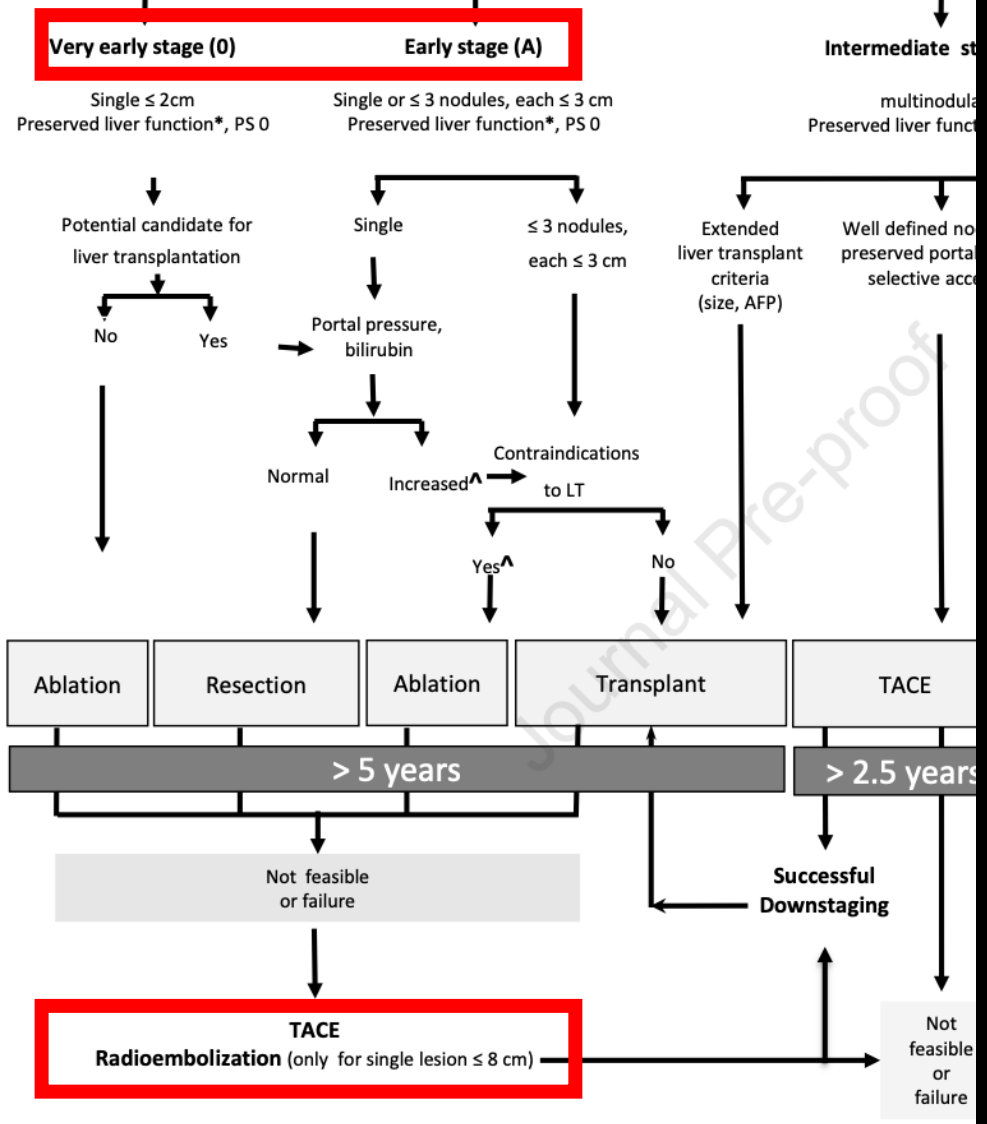 Very early stage (0)
Early stage (A)
Intermediate st
Single ≤ 2cm
Preserved liver function*, PS 0
Single or ≤ 3 nodules, each ≤ 3 cm
Preserved liver function*, PS 0
multinodula
Preserved liver funct
Potential candidate for
liver transplantation
No
Yes
Single
≤ 3 nodules,
each ≤ 3 cm
Extended
liver transplant
criteria
(size, AFP)
Well defined no
preserved portal
selective acce
Portal pressure,
bilirubin
Normal
Increased^
Contraindications
to LT
Yes^
No
Ablation
Resection
Ablation
Transplant
TACE
> 5 years
> 2.5 years
Not feasible
or failure
Successful
Downstaging
TACE
Radioembolization (only for single lesion ≤ 8 cm)
Not
feasible
or
failure
Journal Pre-proof